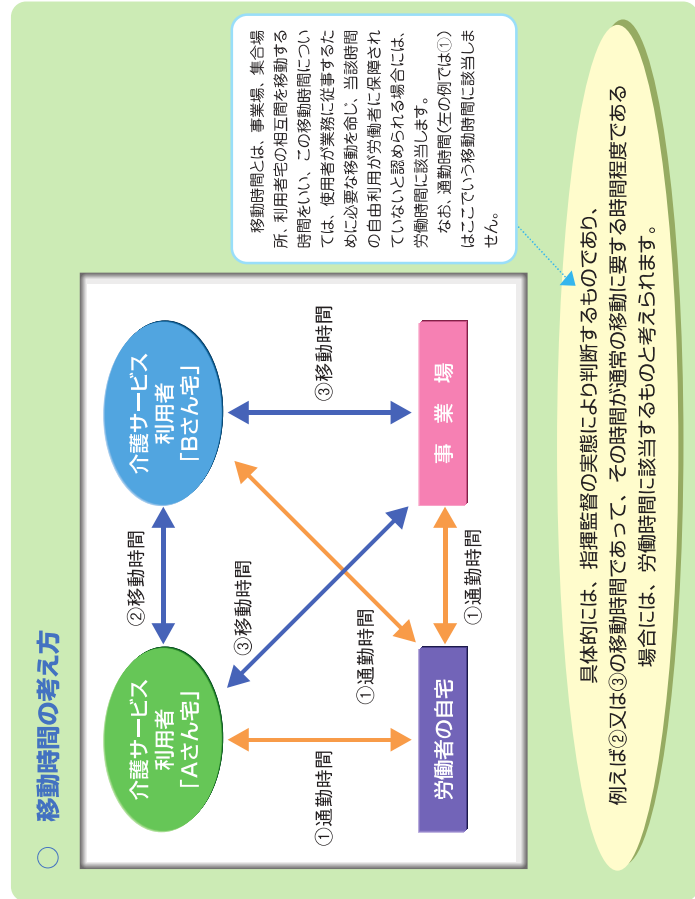 ○ 移動時間の考え方
介護サービス
利用者
「Aさん宅」
②移動時間
介護サービス
利用者
「Bさん宅」
①通勤時間
③移動時間
①通勤時間
③移動時間
労働者の自宅
①通勤時間
事業場
移動時間とは、事業場、集合場
所、利用者宅の相互間を移動する
時間をいい、この移動時間につい
ては、使用者が業務に従事するた
めに必要な移動を命じ、当該時間
の自由利用が労働者に保障され
ていないと認められる場合には、
労働時間に該当します。
なお、通勤時間(左の例では①)
はここでいう移動時間に該当しま
せん。
具体的には、指揮監督の実態により判断するものであり、
例えば②又は③の移動時間であって、その時間が通常の移動に要する時間程度である
場合には、労働時間に該当するものと考えられます。